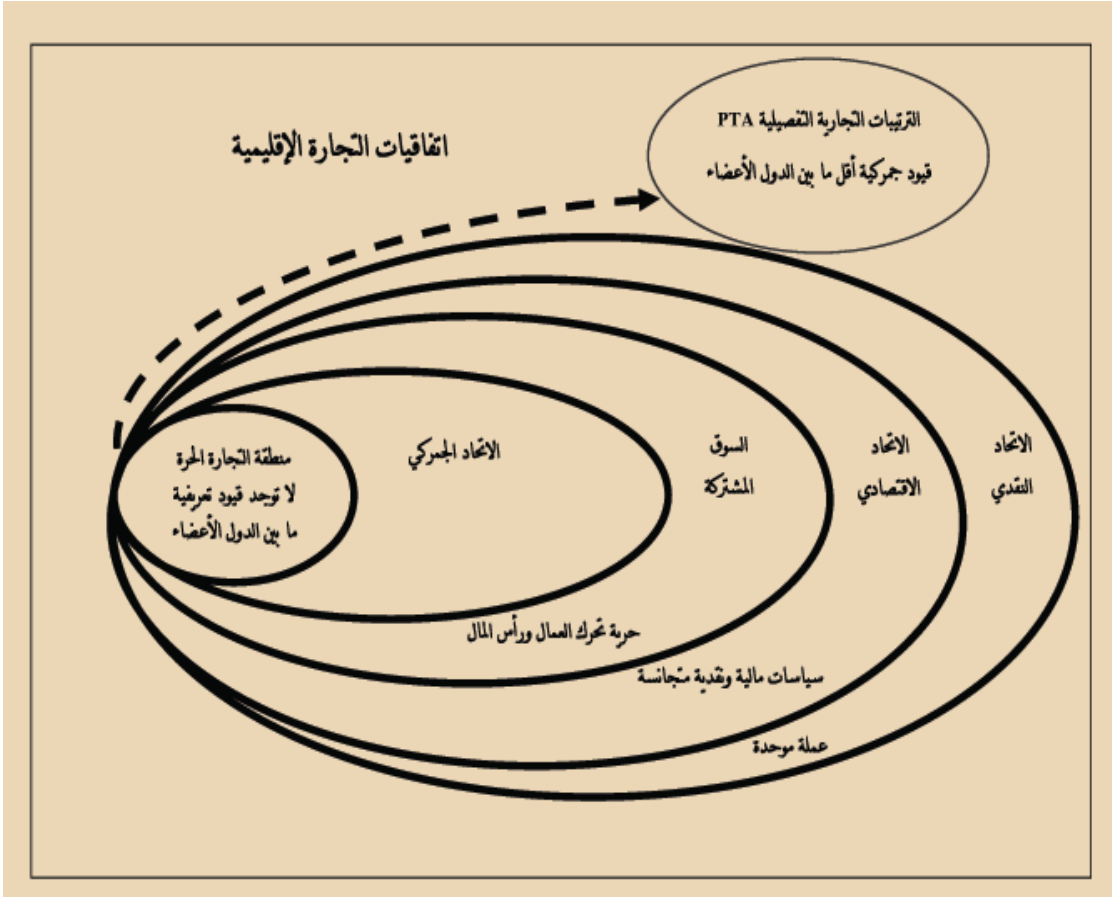 اتفاقيات التجارة الإقليمية
الترتيبات التجارية التفصيلية PTA
قيود جمركية أقل ما بين الدول الأعضاء
منطقة التجارة الحرة
لا توجد قيود تعريفية
ما بين الدول الأعضاء
الاتحاد الجمركي
السوق
المشتركة
الاتحاد
الاقتصادي
الاتحاد
النقدي
حرية تحرك العمال ورأس المال
سياسات مالية ونقدية متجانسة
عملة موحدة